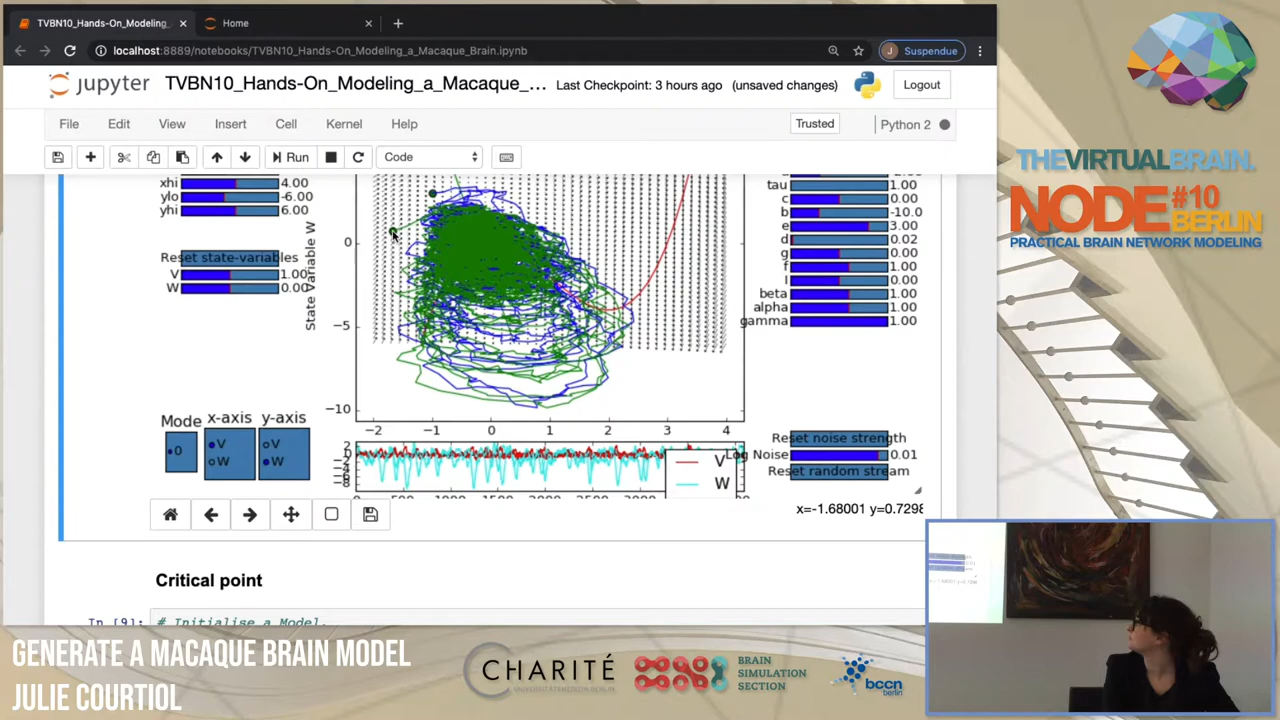 TVBN10_Hands-On_Modeling_
Home
localhost:8889/notebooks/TVBN10_Hands-On_Modeling_a_Macaque_Brain.ipynb
J Suspendue
jupyter TVBN10_Hands-On_Modeling_a_Macaque_... Last Checkpoint: 3 hours ago (unsaved changes)
Logout
File Edit View Insert Cell Kernel Help
Trusted
Python 2
Run
Code
xhi 4.00
ylo -6.00
yhi 6.00
Reset state-variables
V 1.00
W 0.00
State Variable W
0
−5
−10
−2 −1 0 1 2 3 4
tau 1.00
c 0.00
b -10.0
e 3.00
d 0.02
g 0.00
f 1.00
I 0.00
beta 1.00
alpha 1.00
gamma 1.00
Mode x-axis y-axis
0
V
W
V
W
V
W
Reset noise strength
Log Noise 0.01
Reset random stream
x=-1.68001 y=0.7298
Critical point
In [9]: # Initialise a Model.
THEVIRTUALBRAIN.
NODE #10
BERLIN
PRACTICAL BRAIN NETWORK MODELING
GENERATE A MACAQUE BRAIN MODEL
JULIE COURTIOL
CHARITÉ
UNIVERSITÄTSMEDIZIN BERLIN
BRAIN
SIMULATION
SECTION
bccn
berlin